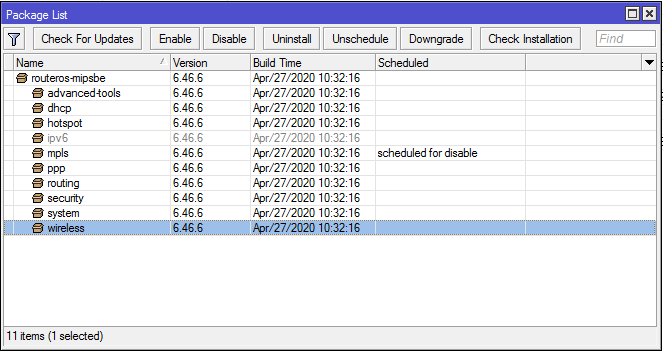 Package List
Check For Updates Enable Disable Uninstall Unschedule Downgrade Check Installation Find
Name Version Build Time Scheduled
routeros-mipsbe 6.46.6 Apr/27/2020 10:32:16
advanced-tools 6.46.6 Apr/27/2020 10:32:16
dhcp 6.46.6 Apr/27/2020 10:32:16
hotspot 6.46.6 Apr/27/2020 10:32:16
ipv6 6.46.6 Apr/27/2020 10:32:16
mpls 6.46.6 Apr/27/2020 10:32:16 scheduled for disable
ppp 6.46.6 Apr/27/2020 10:32:16
routing 6.46.6 Apr/27/2020 10:32:16
security 6.46.6 Apr/27/2020 10:32:16
system 6.46.6 Apr/27/2020 10:32:16
wireless 6.46.6 Apr/27/2020 10:32:16
11 items (1 selected)